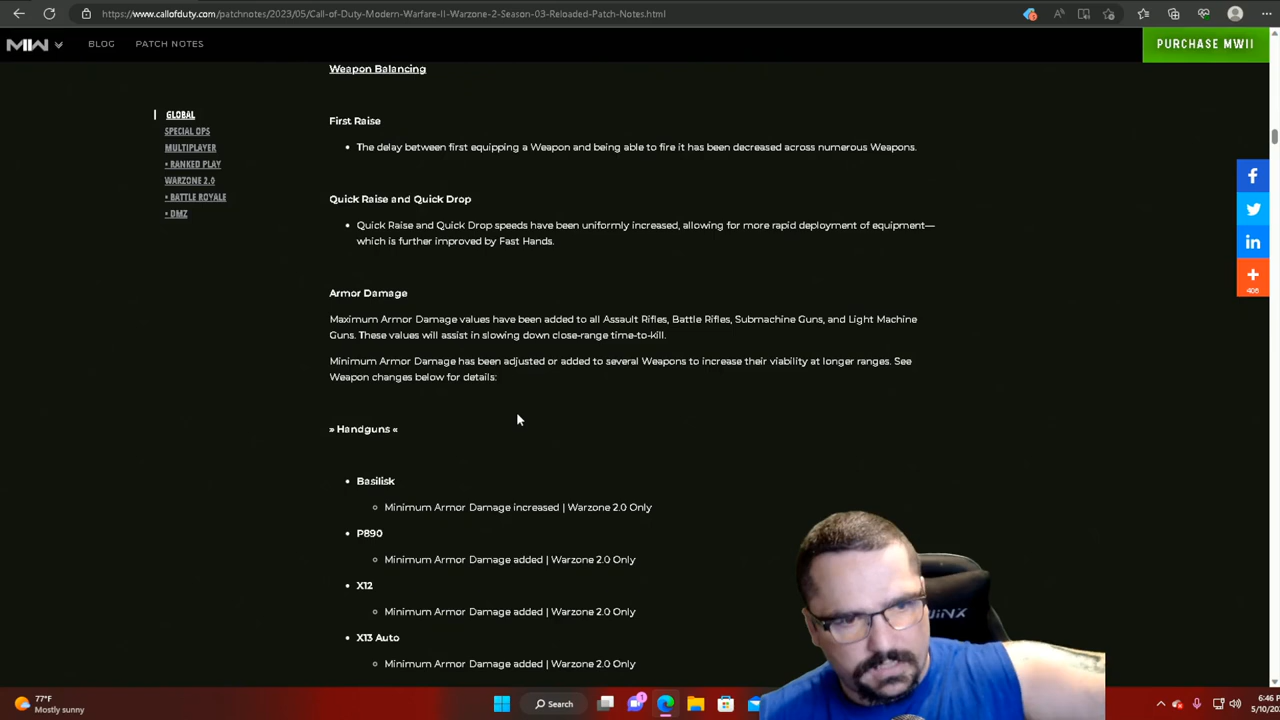 https://www.callofduty.com/patchnotes/2023/05/Call-of-Duty-Modern-Warfare-II-Warzone-2-Season-03-Reloaded-Patch-Notes.html
MW BLOG PATCH NOTES PURCHASE MWII
Weapon Balancing
GLOBAL
SPECIAL OPS
MULTIPLAYER
• RANKED PLAY
WARZONE 2.0
• BATTLE ROYALE
• DMZ
First Raise
• The delay between first equipping a Weapon and being able to fire it has been decreased across numerous Weapons.
Quick Raise and Quick Drop
• Quick Raise and Quick Drop speeds have been uniformly increased, allowing for more rapid deployment of equipment—
which is further improved by Fast Hands.
Armor Damage
Maximum Armor Damage values have been added to all Assault Rifles, Battle Rifles, Submachine Guns, and Light Machine
Guns. These values will assist in slowing down close-range time-to-kill.
Minimum Armor Damage has been adjusted or added to several Weapons to increase their viability at longer ranges. See
Weapon changes below for details:
» Handguns «
• Basilisk
Minimum Armor Damage increased | Warzone 2.0 Only
• P890
Minimum Armor Damage added | Warzone 2.0 Only
• X12
Minimum Armor Damage added | Warzone 2.0 Only
• X13 Auto
Minimum Armor Damage added | Warzone 2.0 Only
408
77°F
Mostly sunny
Search
6:46 PM